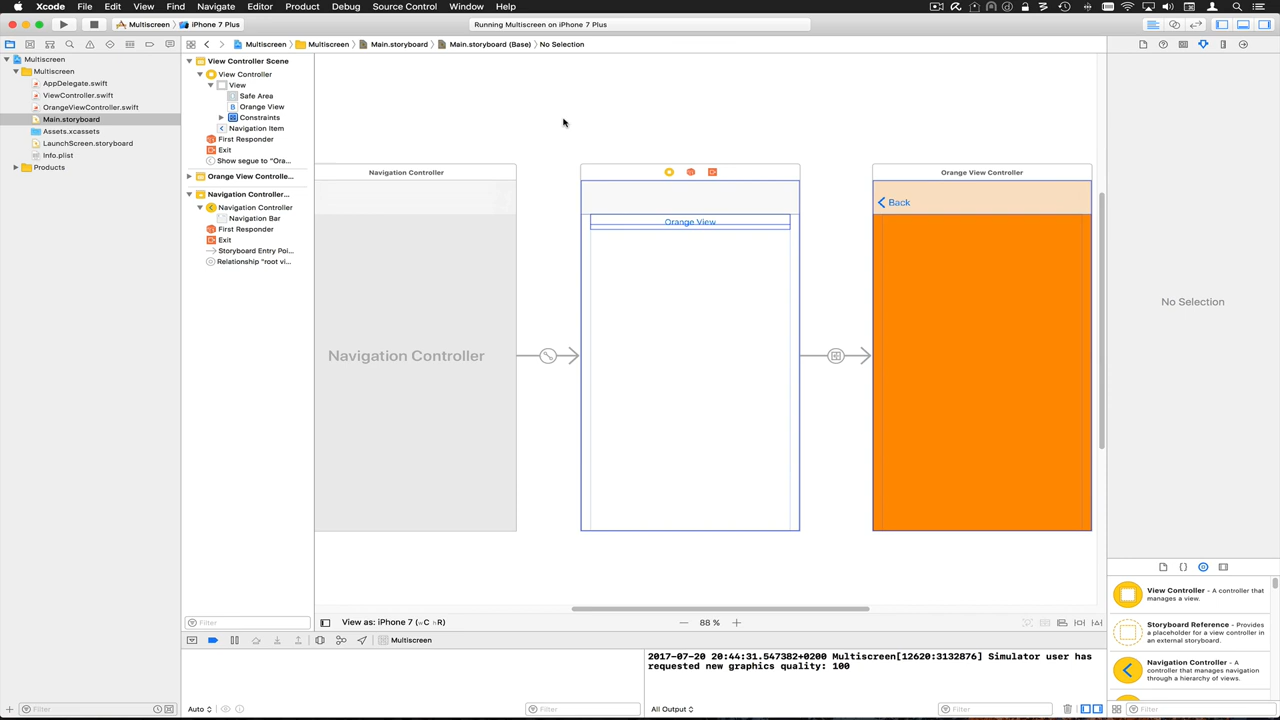 Xcode File Edit View Find Navigate Editor Product Debug Source Control Window Help
Multiscreen iPhone 7 Plus
Running Multiscreen on iPhone 7 Plus
Multiscreen Multiscreen Main.storyboard Main.storyboard (Base) No Selection
Multiscreen
Multiscreen
AppDelegate.swift
ViewController.swift
OrangeViewController.swift
Main.storyboard
Assets.xcassets
LaunchScreen.storyboard
Info.plist
Products
View Controller Scene
View Controller
View
Safe Area
B Orange View
Constraints
Navigation Item
First Responder
Exit
Show segue to "Ora...
Orange View Controlle...
Navigation Controller...
Navigation Controller
Navigation Bar
First Responder
Exit
Storyboard Entry Poi...
Relationship "root vi...
Navigation Controller
Navigation Controller
Orange View
Orange View Controller
Back
No Selection
View Controller - A controller that
manages a view.
Storyboard Reference - Provides
a placeholder for a view controller in
an external storyboard.
Navigation Controller - A
controller that manages navigation
through a hierarchy of views.
Filter
View as: iPhone 7 (wC hR)
88 %
Multiscreen
2017-07-20 20:44:31.547382+0200 Multiscreen[12620:3132876] Simulator user has
requested new graphics quality: 100
Filter
Auto
Filter
All Output
Filter
Filter